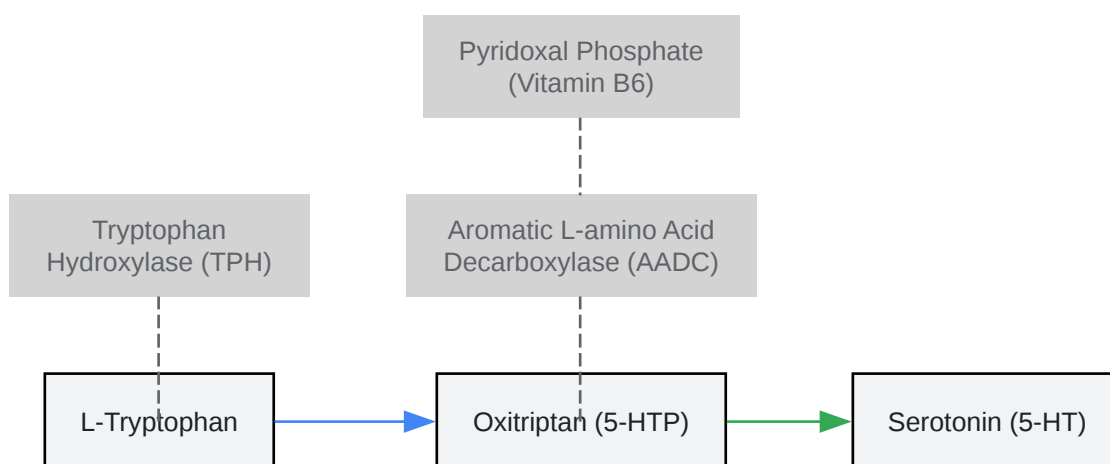 Pyridoxal Phosphate
(Vitamin B6)
Tryptophan
Hydroxylase (TPH)
Aromatic L-amino Acid
Decarboxylase (AADC)
L-Tryptophan
Oxitriptan (5-HTP)
Serotonin (5-HT)